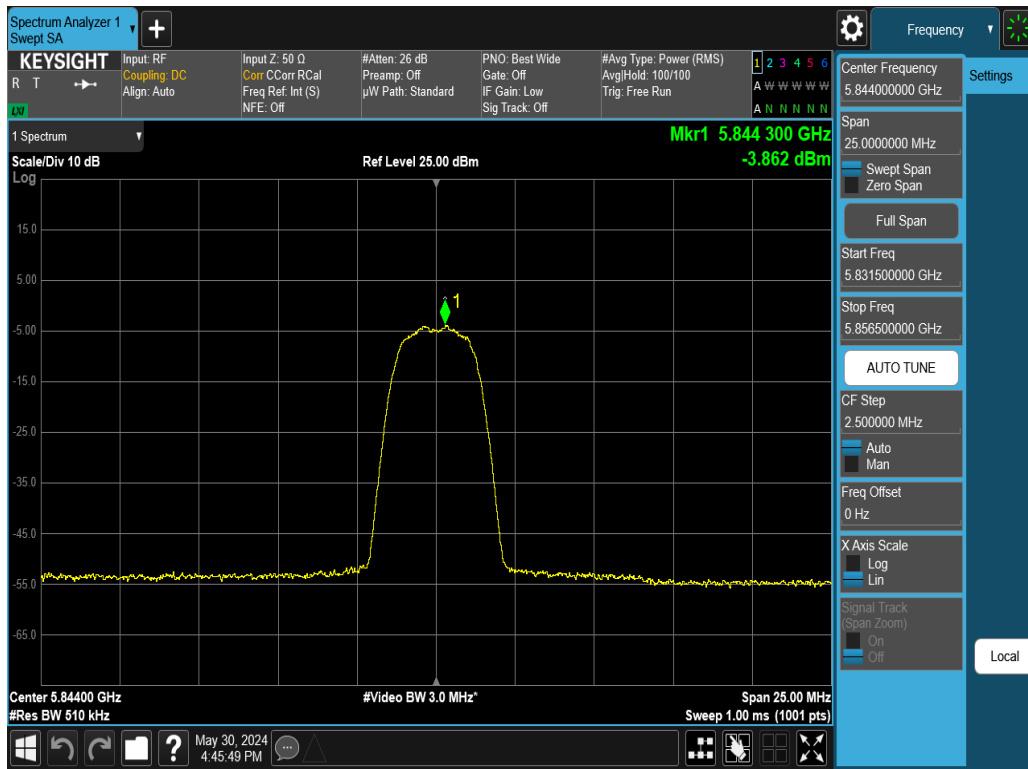 Spectrum Analyzer 1
Swept SA
+
Frequency
KEYSIGHT
R T
LXI
Input: RF
Coupling: DC
Align: Auto
Input Z: 50 Ω
Corr CCorr RCal
Freq Ref: Int (S)
NFE: Off
#Atten: 26 dB
Preamp: Off
µW Path: Standard
PNO: Best Wide
Gate: Off
IF Gain: Low
Sig Track: Off
#Avg Type: Power (RMS)
Avg|Hold: 100/100
Trig: Free Run
1 2 3 4 5 6
A W W W W W
A N N N N N
1 Spectrum
Scale/Div 10 dB
Log
Ref Level 25.00 dBm
Mkr1 5.844 300 GHz
-3.862 dBm
15.0
5.00
-5.00
-15.0
-25.0
-35.0
-45.0
-55.0
-65.0
1
Center 5.84400 GHz
#Res BW 510 kHz
#Video BW 3.0 MHz*
Span 25.00 MHz
Sweep 1.00 ms (1001 pts)
Center Frequency
5.844000000 GHz
Span
25.0000000 MHz
Swept Span
Zero Span
Full Span
Start Freq
5.831500000 GHz
Stop Freq
5.856500000 GHz
AUTO TUNE
CF Step
2.500000 MHz
Auto
Man
Freq Offset
0 Hz
X Axis Scale
Log
Lin
Signal Track
(Span Zoom)
On
Off
Settings
Local
?
May 30, 2024
4:45:49 PM